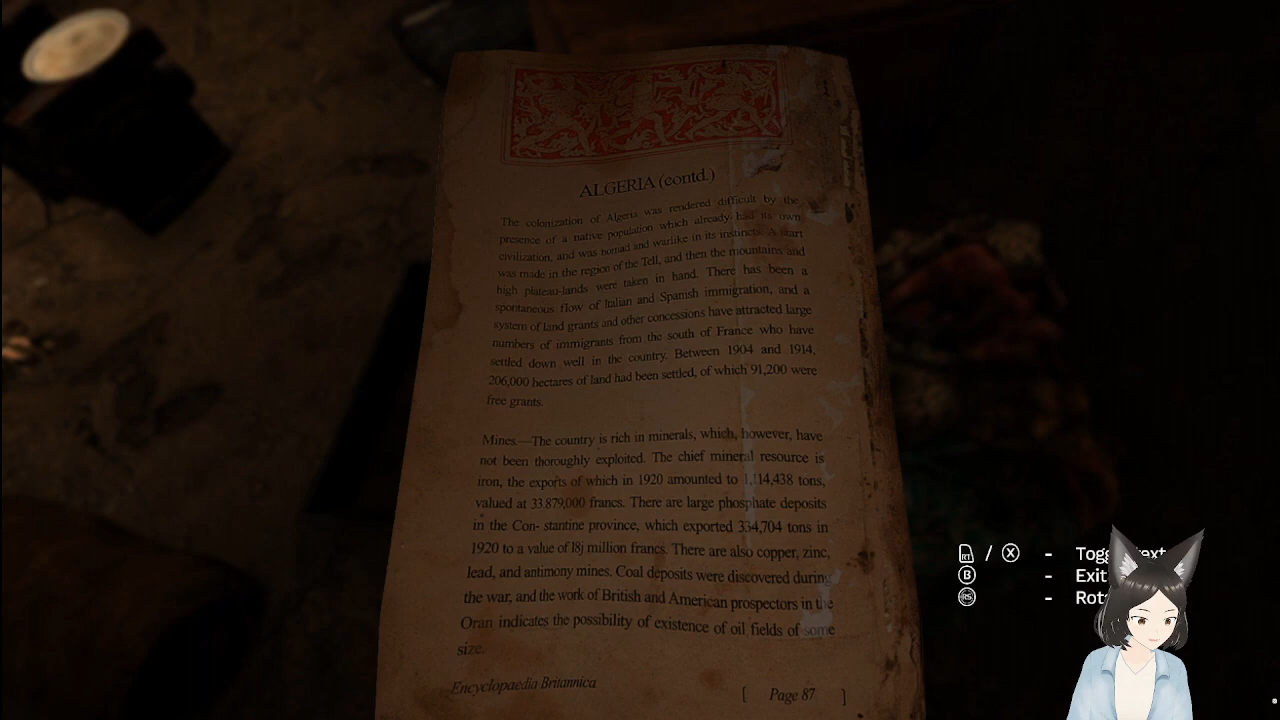 ALGERIA (contd.)
The colonization of Algeria was rendered difficult by the
presence of a native population which already had its own
civilization, and was nomad and warlike in its instincts. A start
was made in the region of the Tell, and then the mountains and
high plateau-lands were taken in hand. There has been a
spontaneous flow of Italian and Spanish immigration, and a
system of land grants and other concessions have attracted large
numbers of immigrants from the south of France who have
settled down well in the country. Between 1904 and 1914,
206,000 hectares of land had been settled, of which 91,200 were
free grants.
Mines.—The country is rich in minerals, which, however, have
not been thoroughly exploited. The chief mineral resource is
iron, the exports of which in 1920 amounted to 1,114,438 tons,
valued at 33.879,000 francs. There are large phosphate deposits
in the Con- stantine province, which exported 334,704 tons in
1920 to a value of l8j million francs. There are also copper, zinc,
lead, and antimony mines. Coal deposits were discovered during
the war, and the work of British and American prospectors in the
Oran indicates the possibility of existence of oil fields of some
size.
Encyclopaedia Britannica
[ Page 87 ]
RT / X - Togg ext
B - Exit
RS - Rot